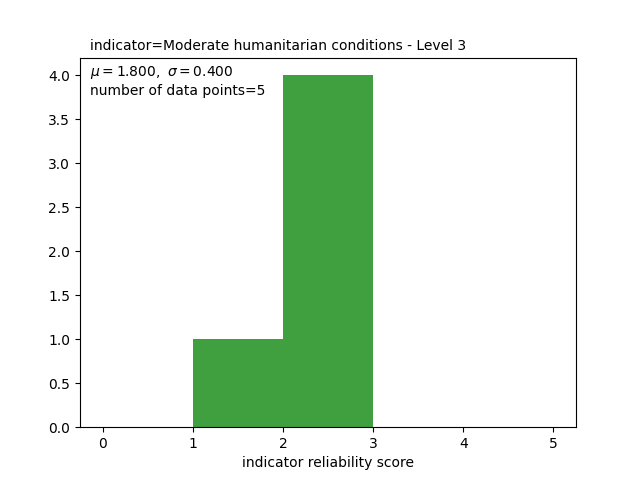 indicator=Moderate humanitarian conditions - Level 3
μ = 1.800, σ = 0.400
number of data points=5
4.0
3.5
3.0
2.5
2.0
1.5
1.0
0.5
0.0
0 1 2 3 4 5
indicator reliability score